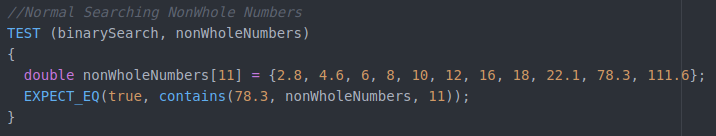 //Normal Searching NonWhole Numbers
TEST (binarySearch, nonWholeNumbers)
{
  double nonWholeNumbers[11] = {2.8, 4.6, 6, 8, 10, 12, 16, 18, 22.1, 78.3, 111.6};
  EXPECT_EQ(true, contains(78.3, nonWholeNumbers, 11));
}